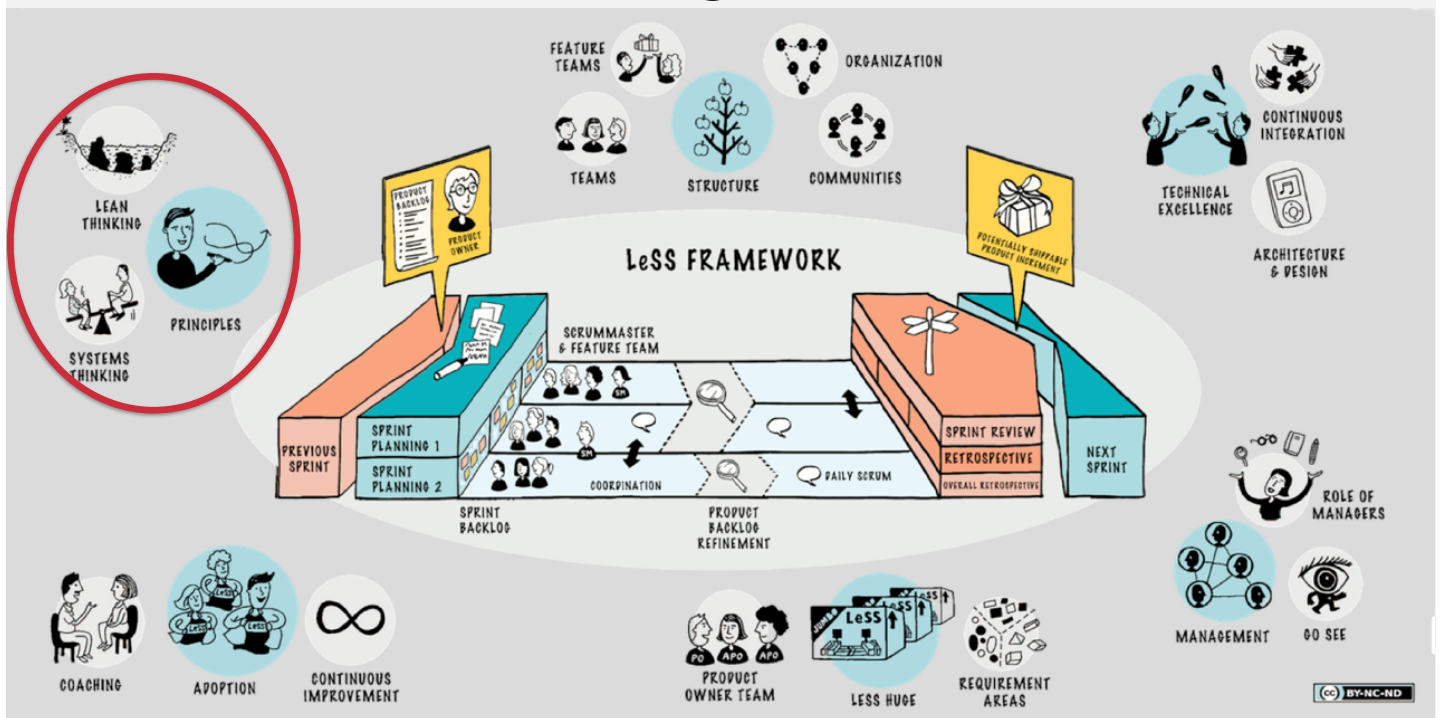 FEATURE
TEAMS
ORGANIZATION
TEAMS
STRUCTURE
COMMUNITIES
CONTINUOUS
INTEGRATION
TECHNICAL
EXCELLENCE
ARCHITECTURE
& DESIGN
LEAN
THINKING
PRINCIPLES
SYSTEMS
THINKING
PRODUCT
BACKLOG
PRODUCT
OWNER
POTENTIALLY SHIPPABLE
PRODUCT INCREMENT
LeSS FRAMEWORK
SCRUMMASTER
& FEATURE TEAM
SM
SM
PREVIOUS
SPRINT
SPRINT
PLANNING 1
SPRINT
PLANNING 2
COORDINATION
DAILY SCRUM
SPRINT REVIEW
RETROSPECTIVE
OVERALL RETROSPECTIVE
NEXT
SPRINT
SPRINT
BACKLOG
PRODUCT
BACKLOG
REFINEMENT
ROLE OF
MANAGERS
MANAGEMENT
GO SEE
COACHING
LeSS
LeSS
LeSS
ADOPTION
CONTINUOUS
IMPROVEMENT
PO
APO
APO
PRODUCT
OWNER TEAM
JUMBO
LeSS
LeSS
LeSS
LESS HUGE
REQUIREMENT
AREAS
cc BY-NC-ND